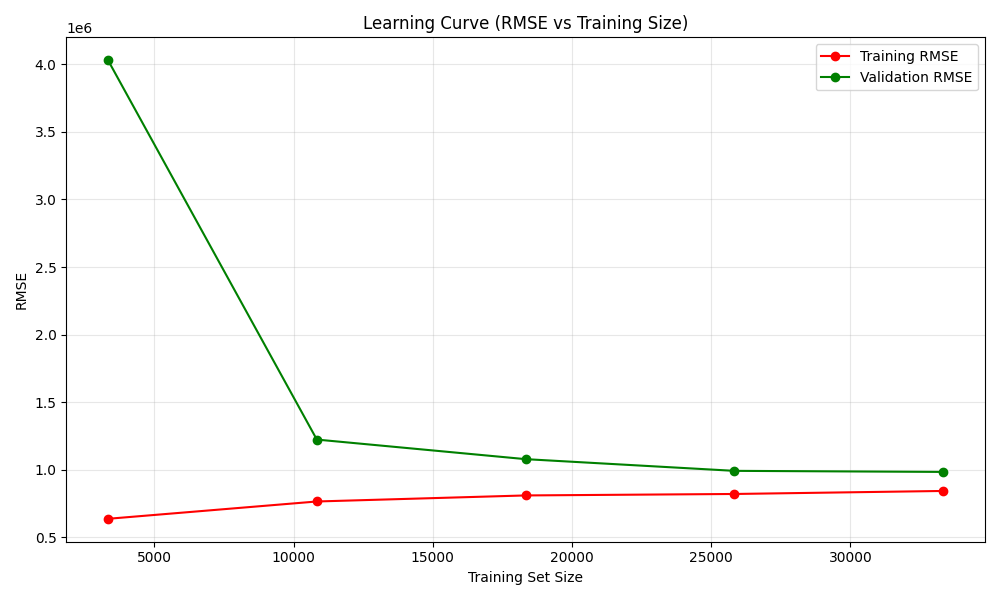 Learning Curve (RMSE vs Training Size)
1e6
Training RMSE
Validation RMSE
4.0
3.5
3.0
2.5
2.0
1.5
1.0
0.5
RMSE
5000 10000 15000 20000 25000 30000
Training Set Size